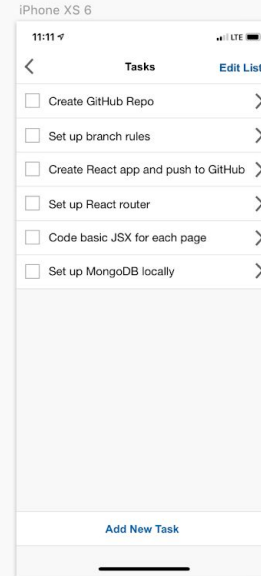 iPhone XS 6
11:11
LTE
Tasks
Edit List
Create GitHub Repo
Set up branch rules
Create React app and push to GitHub
Set up React router
Code basic JSX for each page
Set up MongoDB locally
Add New Task